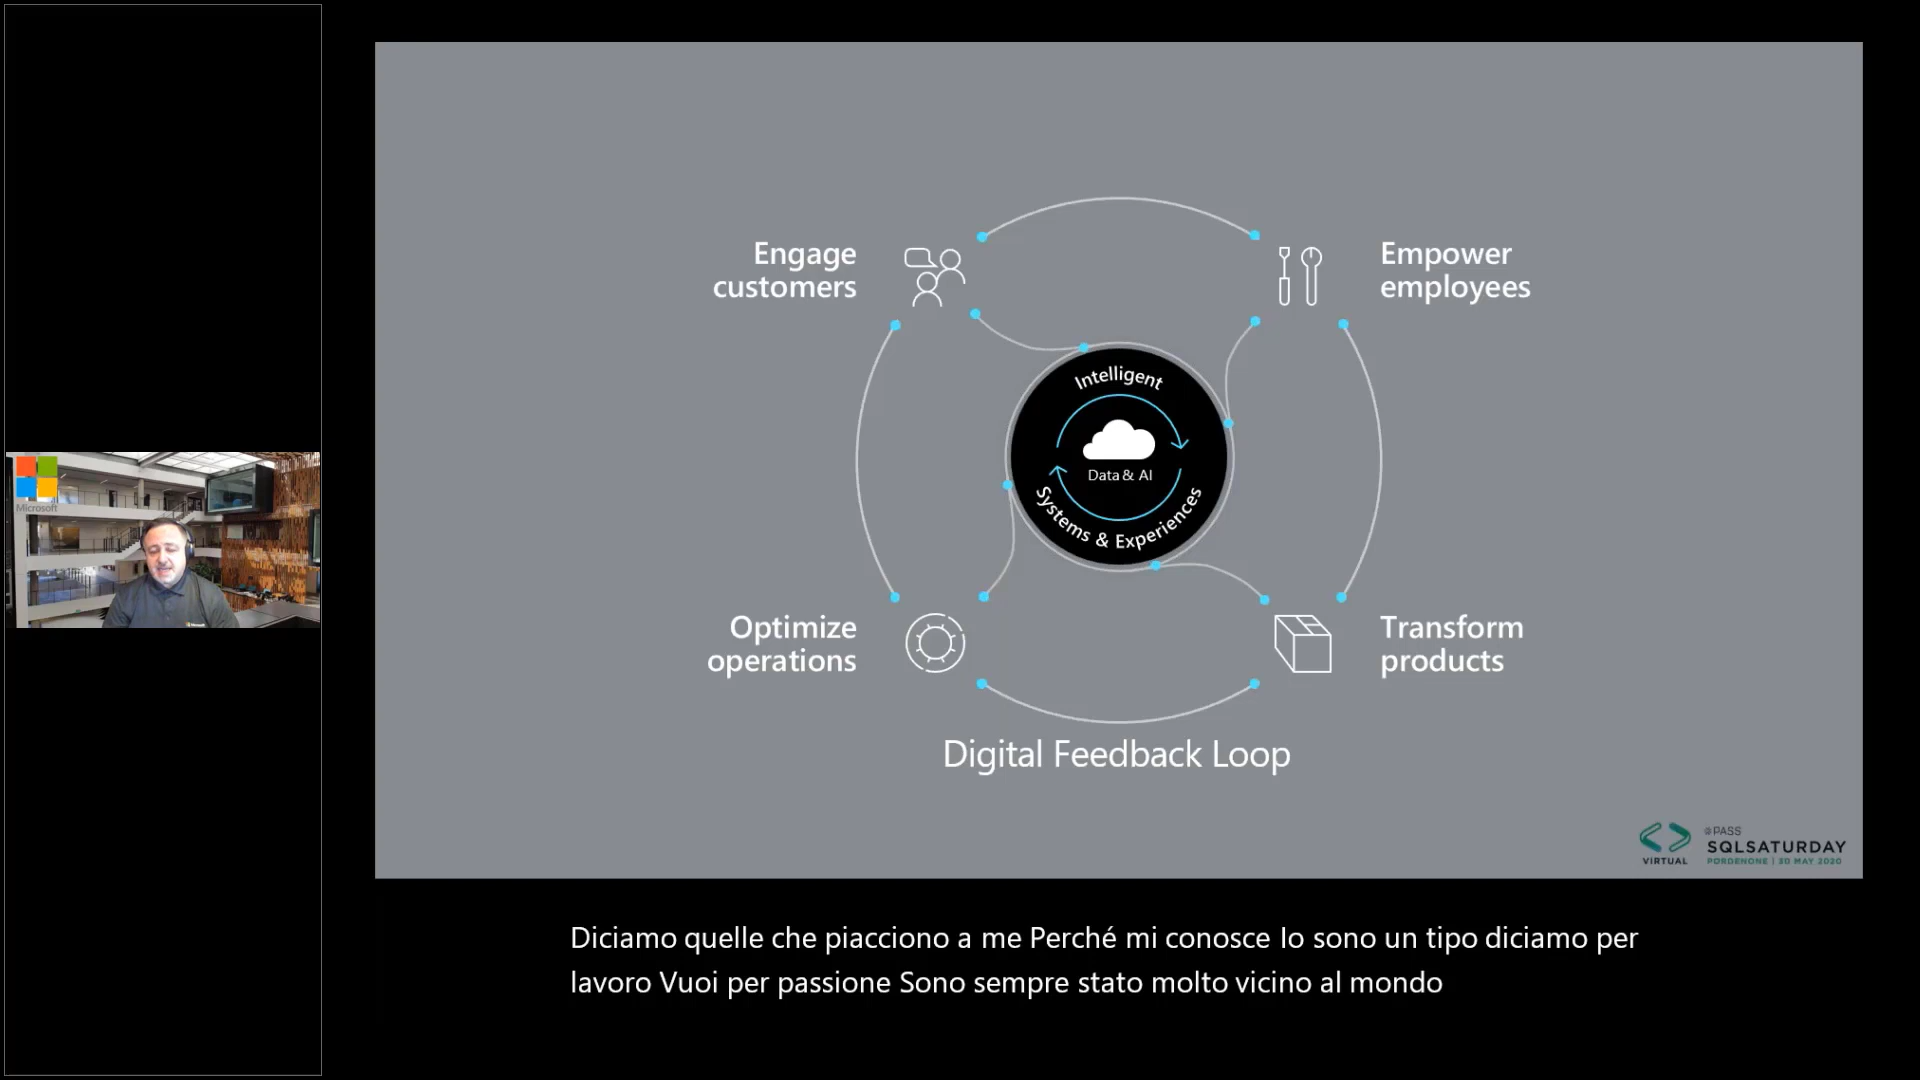 Microsoft
Engage
customers
Empower
employees
Intelligent
Data & AI
Systems & Experiences
Optimize
operations
Transform
products
Digital Feedback Loop
@PASS
SQLSATURDAY
VIRTUAL
PORDENONE | 30 MAY 2020
Diciamo quelle che piacciono a me Perché mi conosce Io sono un tipo diciamo per
lavoro Vuoi per passione Sono sempre stato molto vicino al mondo